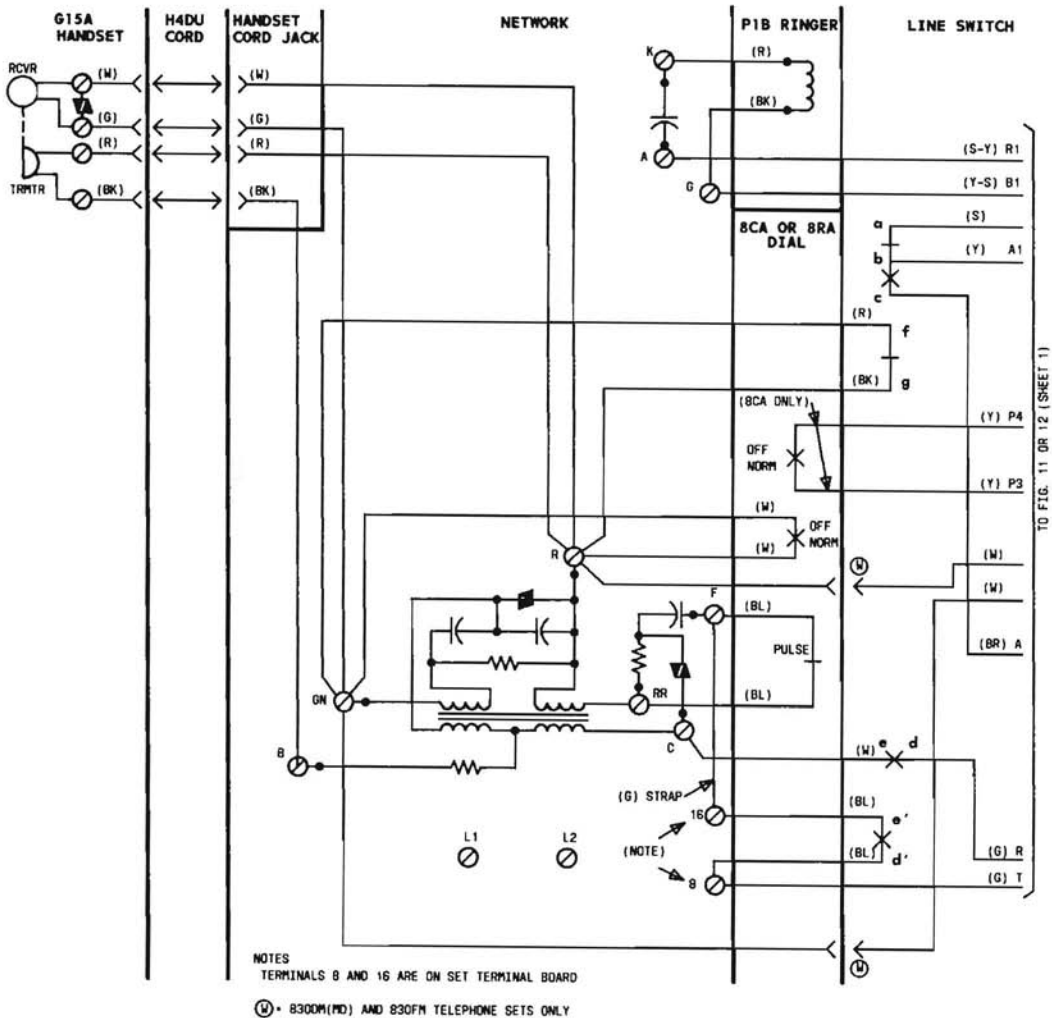 G15A HANDSET
H4DU CORD
HANDSET CORD JACK
NETWORK
P1B RINGER
LINE SWITCH
RCVR
(W)
(G)
(R)
(BK)
TRMTR
(W)
(G)
(R)
(BK)
K
A
G
(R)
(BK)
(S-Y) R1
(Y-S) B1
8CA OR 8RA DIAL
a
(S)
b
(Y) A1
c
(R)
f
(BK)
g
(8CA ONLY)
(Y) P4
OFF NORM
(Y) P3
TO FIG. 11 OR 12 (SHEET 1)
(W)
OFF NORM
(W)
R
W
(W)
(W)
F
(BL)
PULSE
(BR) A
GN
RR
(BL)
C
B
(W)
e
d
(G) STRAP
(BL)
16
e'
L1
L2
(NOTE)
(BL)
d'
(G) R
8
(G) T
W
NOTES
TERMINALS 8 AND 16 ARE ON SET TERMINAL BOARD
W = 830DM(MD) AND 830FM TELEPHONE SETS ONLY